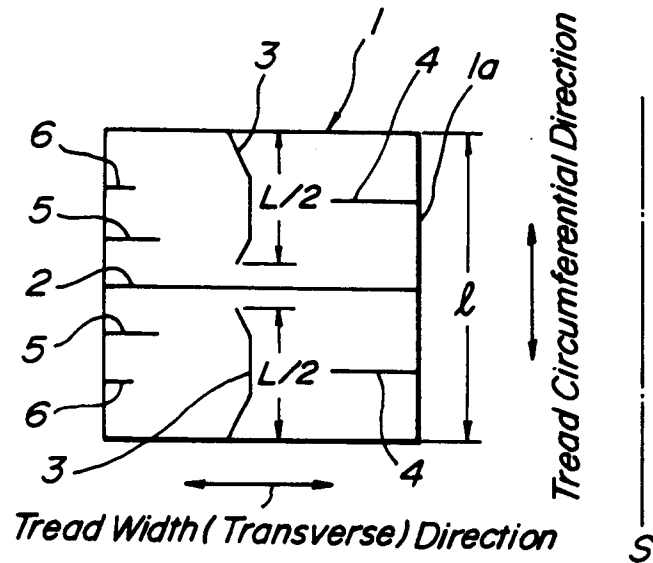 1
3
4
1a
6
L/2
5
2
l
5
L/2
6
3
4
Tread Circumferential Direction
Tread Width (Transverse) Direction
S